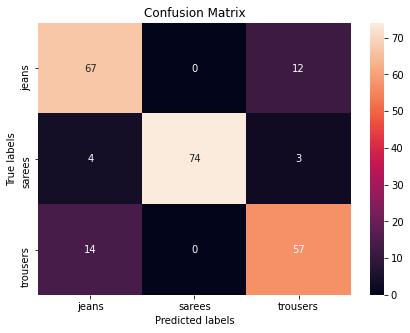 Confusion Matrix
True labels
jeans
sarees
trousers
67 0 12
4 74 3
14 0 57
jeans sarees trousers
Predicted labels
70
60
50
40
30
20
10
0